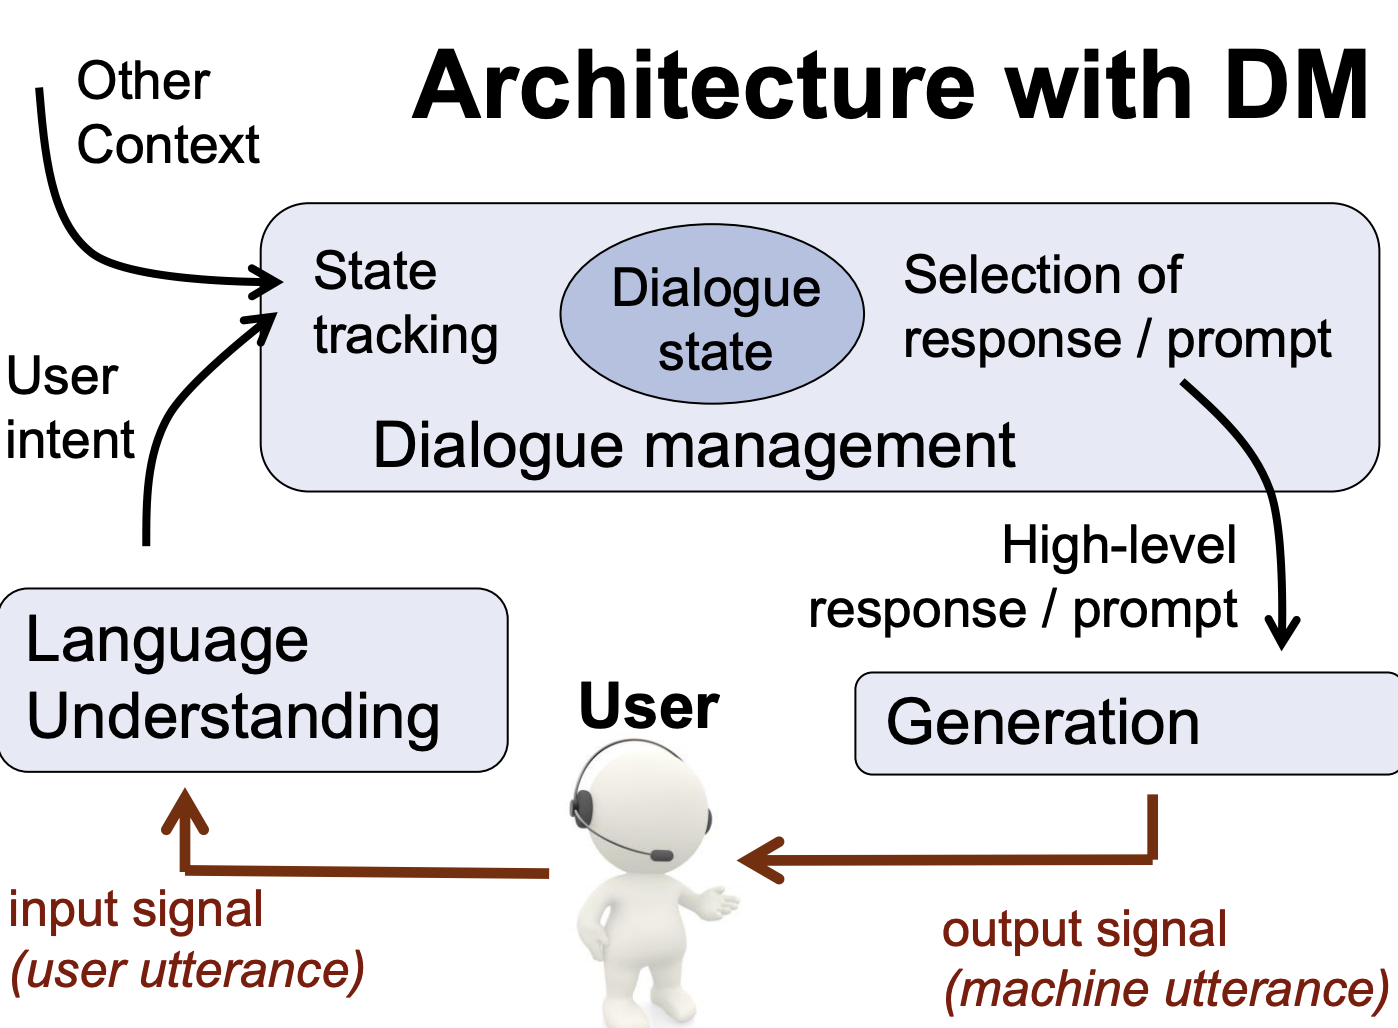 Architecture with DM
Other
Context
State
tracking
Dialogue
state
Selection of
response / prompt
Dialogue management
User
intent
High-level
response / prompt
Language
Understanding
User
Generation
input signal
(user utterance)
output signal
(machine utterance)